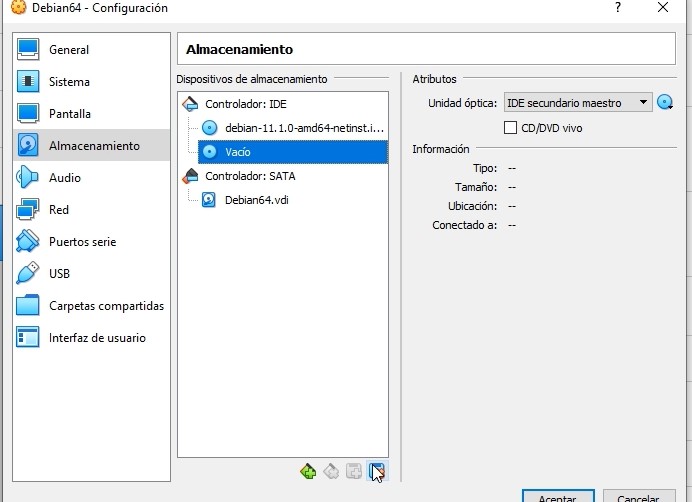 Debian64 - Configuración
?
General
Sistema
Pantalla
Almacenamiento
Audio
Red
Puertos serie
USB
Carpetas compartidas
Interfaz de usuario
Almacenamiento
Dispositivos de almacenamiento
Controlador: IDE
debian-11.1.0-amd64-netinst.i...
Vacío
Controlador: SATA
Debian64.vdi
Atributos
Unidad óptica: IDE secundario maestro
CD/DVD vivo
Información
Tipo: --
Tamaño: --
Ubicación: --
Conectado a: --
Aceptar Cancelar